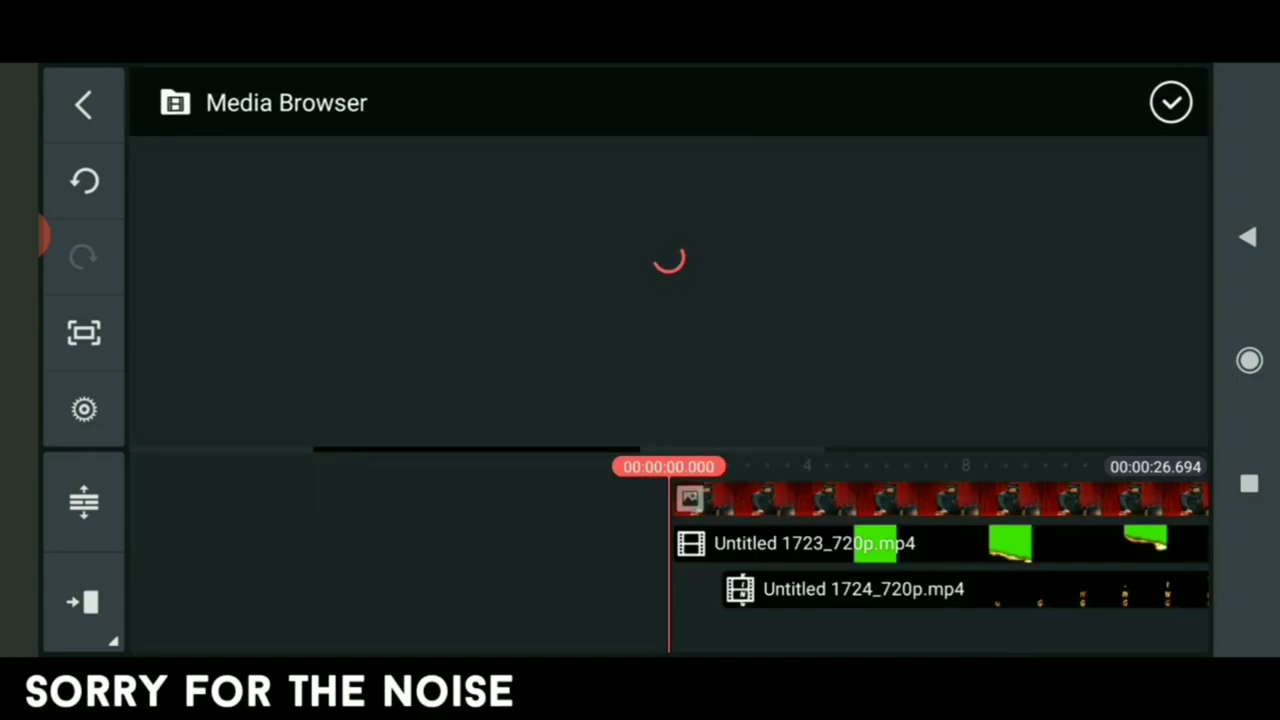 Media Browser
00:00:00.000
4
8
00:00:26.694
Untitled 1723_720p.mp4
Untitled 1724_720p.mp4
SORRY FOR THE NOISE